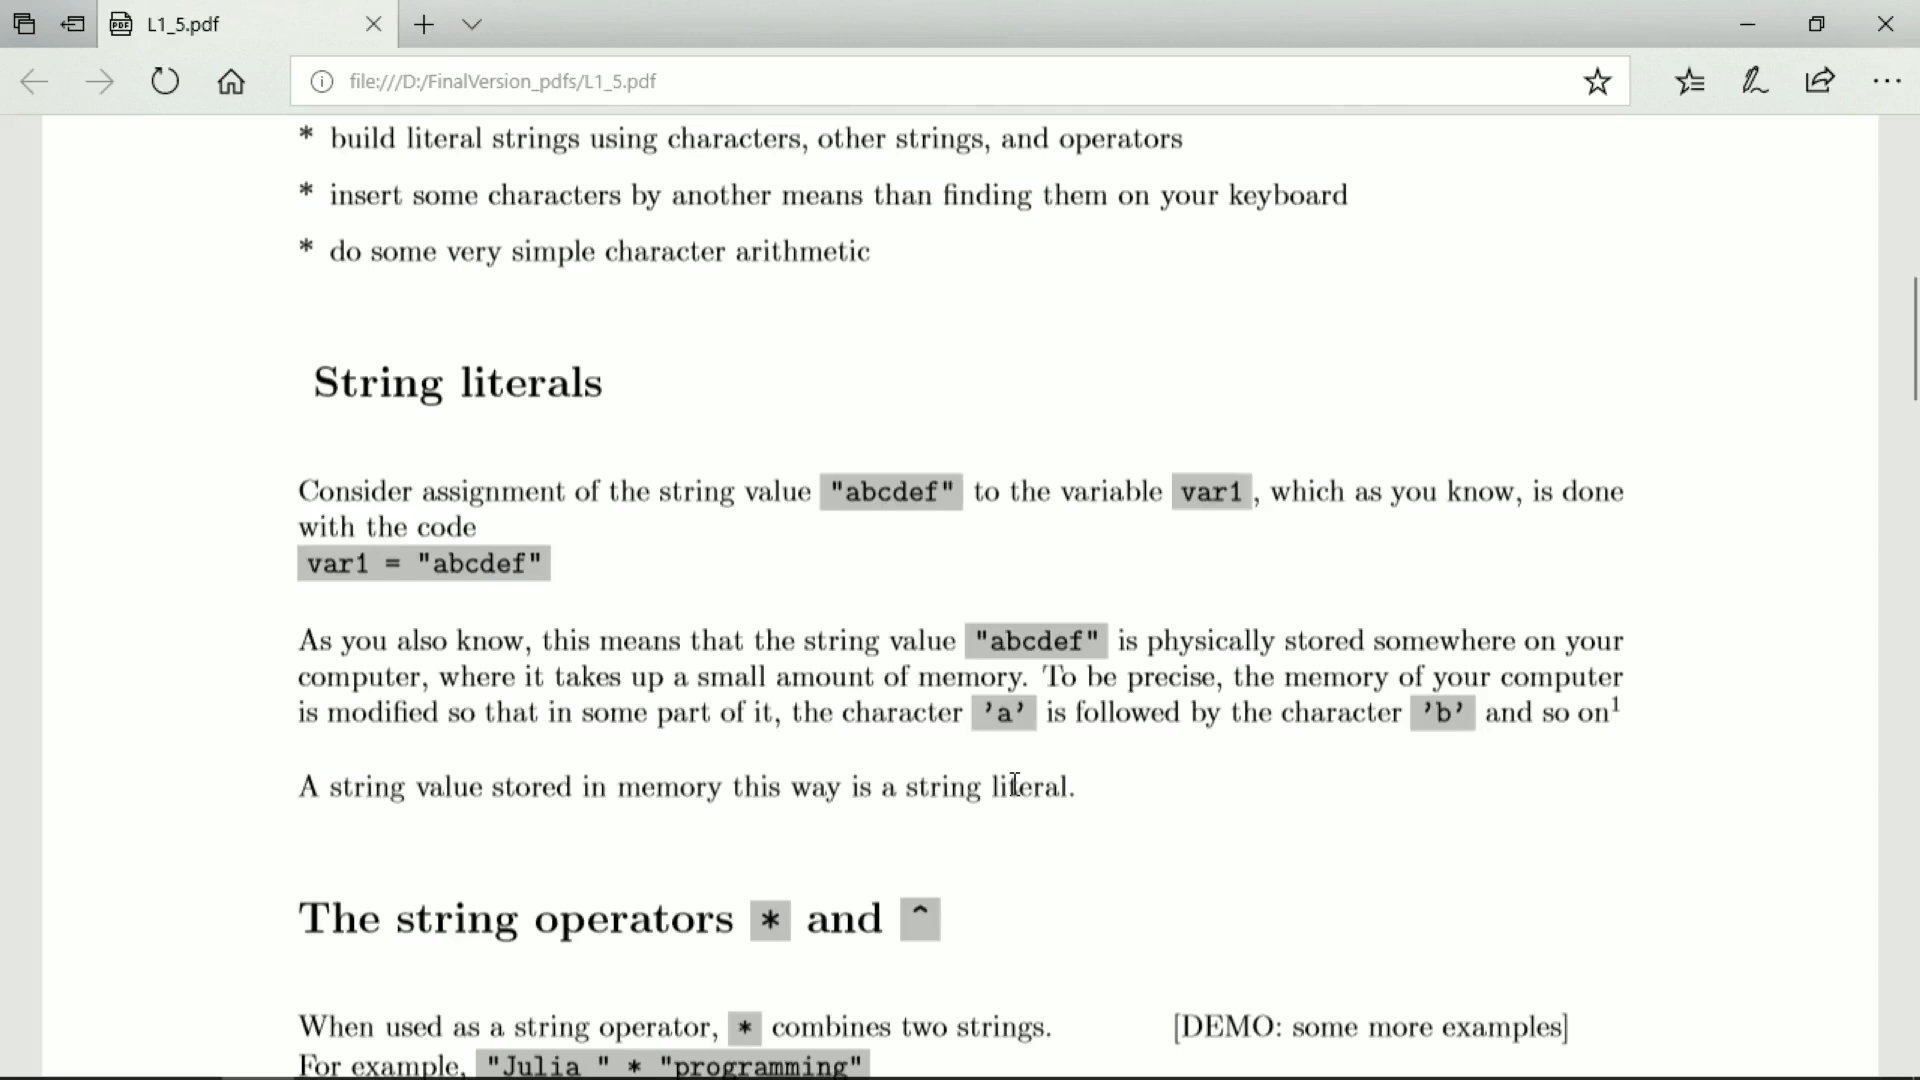 L1_5.pdf
file:///D:/FinalVersion_pdfs/L1_5.pdf
* build literal strings using characters, other strings, and operators
* insert some characters by another means than finding them on your keyboard
* do some very simple character arithmetic
String literals
Consider assignment of the string value "abcdef" to the variable var1 , which as you know, is done
with the code
var1 = "abcdef"
As you also know, this means that the string value "abcdef" is physically stored somewhere on your
computer, where it takes up a small amount of memory. To be precise, the memory of your computer
is modified so that in some part of it, the character ’a’ is followed by the character ’b’ and so on¹
A string value stored in memory this way is a string literal.
The string operators * and ^
When used as a string operator, * combines two strings. [DEMO: some more examples]
For example, "Julia " * "programming"